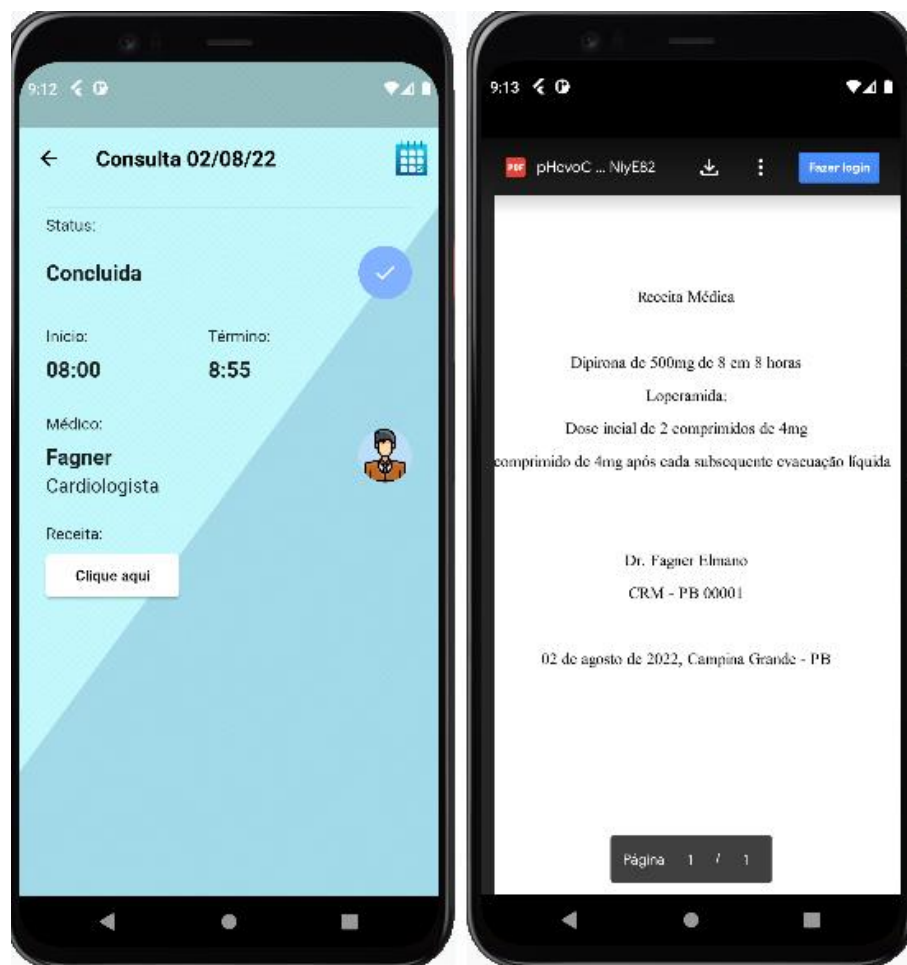 9:12
Consulta 02/08/22
Status:
Concluida
Inicio:
Término:
08:00
8:55
Médico:
Fagner
Cardiologista
Receita:
Clique aqui
9:13
PDF
pHevoC ... NlyE82
Fazer login
Receita Médica
Dipirona de 500mg de 8 em 8 horas
Loperamida:
Dose incial de 2 comprimidos de 4mg
comprimido de 4mg após cada subsequente evacuação líquida
Dr. Fagner Elmano
CRM - PB 00001
02 de agosto de 2022, Campina Grande - PB
Página 1 / 1